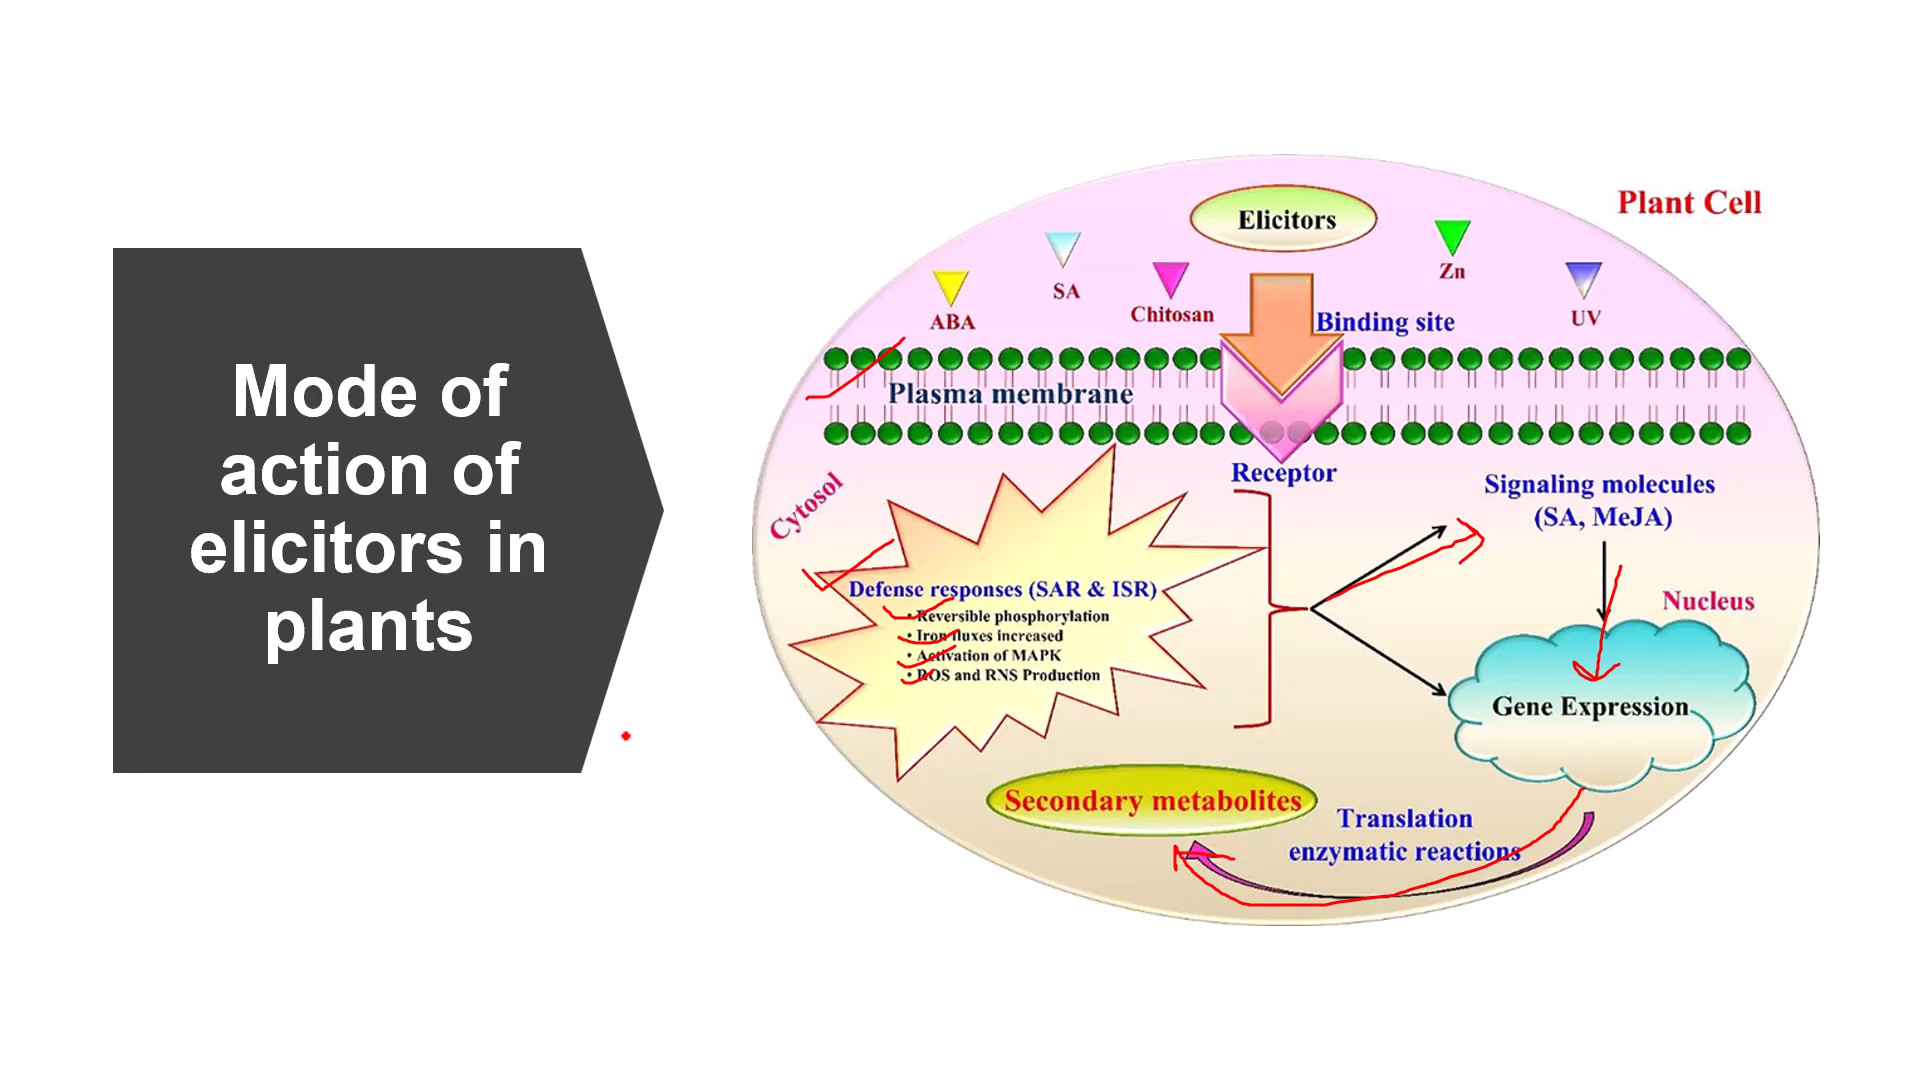 Mode of
action of
elicitors in
plants
Plant Cell
Elicitors
Zn
SA
UV
Chitosan
ABA
Binding site
Plasma membrane
Receptor
Cytosol
Signaling molecules
(SA, MeJA)
Defense responses (SAR & ISR)
• Reversible phosphorylation
• Iron fluxes increased
• Activation of MAPK
• ROS and RNS Production
Nucleus
Gene Expression
Secondary metabolites
Translation
enzymatic reactions